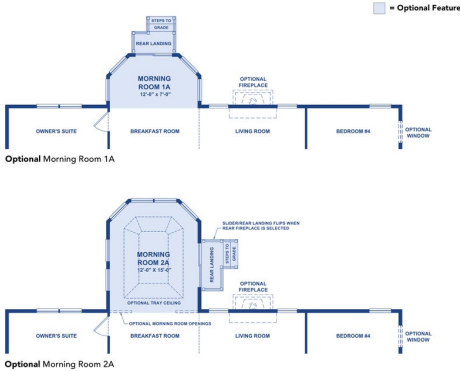 = Optional Feature
STEPS TO
GRADE
REAR LANDING
MORNING
ROOM 1A
12'-0" x 7'-0"
OPTIONAL
FIREPLACE
OWNER'S SUITE
BREAKFAST ROOM
LIVING ROOM
BEDROOM #4
OPTIONAL
WINDOW
Optional Morning Room 1A
SLIDER/REAR LANDING FLIPS WHEN
REAR FIREPLACE IS SELECTED
MORNING
ROOM 2A
12'-0" X 15'-0"
REAR LANDING
STEPS TO
GRADE
OPTIONAL
FIREPLACE
OPTIONAL TRAY CEILING
OPTIONAL MORNING ROOM OPENINGS
OWNER'S SUITE
BREAKFAST ROOM
LIVING ROOM
BEDROOM #4
OPTIONAL
WINDOW
Optional Morning Room 2A